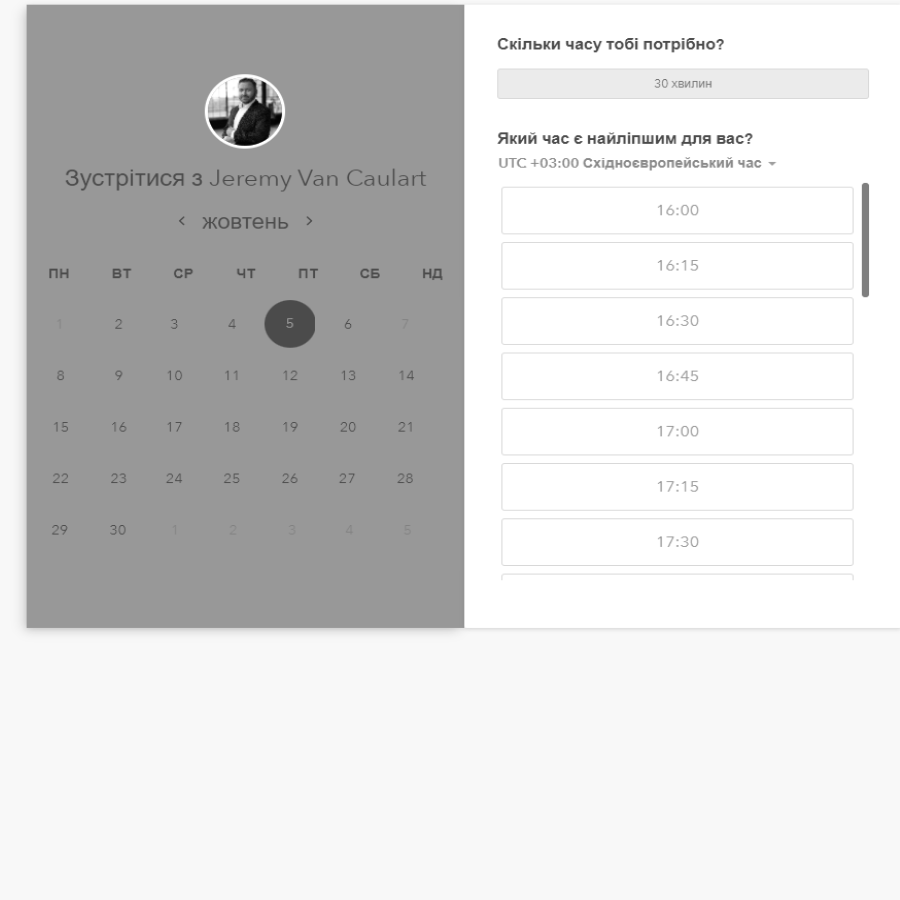 Зустрітися з Jeremy Van Caulart
жовтень
ПН ВТ СР ЧТ ПТ СБ НД
1 2 3 4 5 6 7
8 9 10 11 12 13 14
15 16 17 18 19 20 21
22 23 24 25 26 27 28
29 30 1 2 3 4 5
Скільки часу тобі потрібно?
30 хвилин
Який час є найліпшим для вас?
UTC +03:00 Східноєвропейський час
16:00
16:15
16:30
16:45
17:00
17:15
17:30